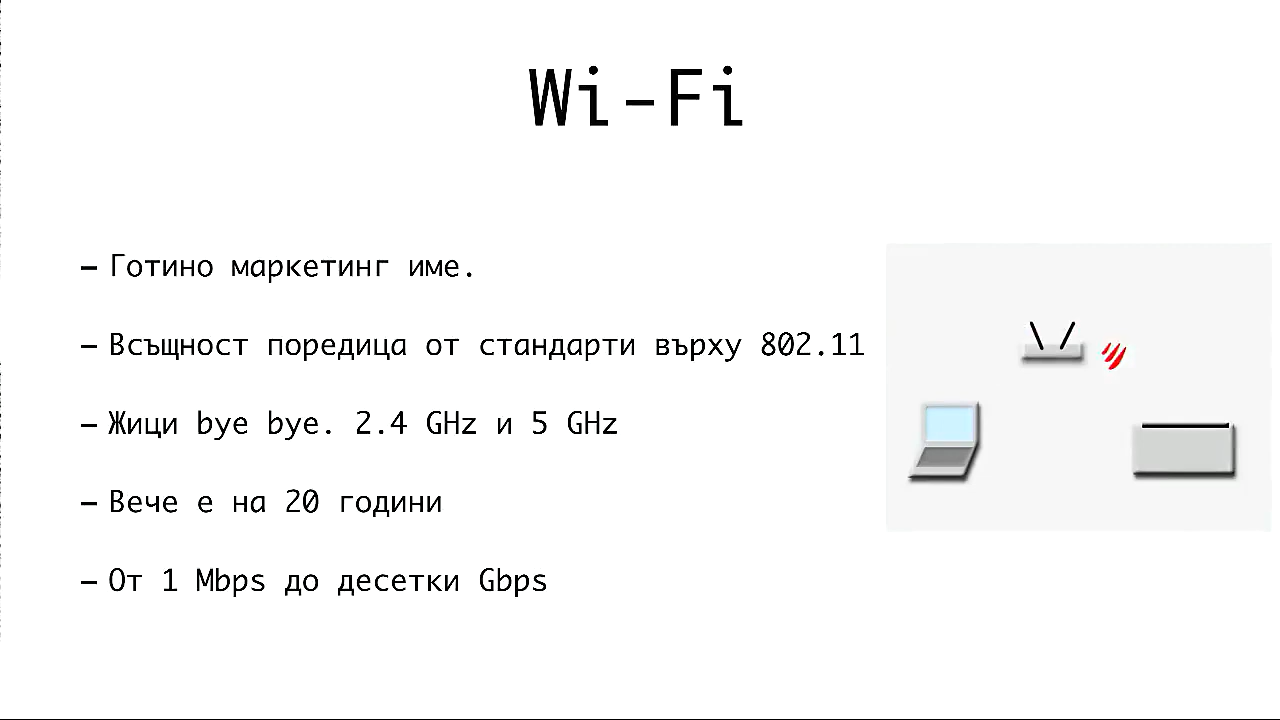 Wi-Fi
– Готино маркетинг име.
– Всъщност поредица от стандарти върху 802.11
– Жици bye bye. 2.4 GHz и 5 GHz
– Вече е на 20 години
– От 1 Mbps до десетки Gbps